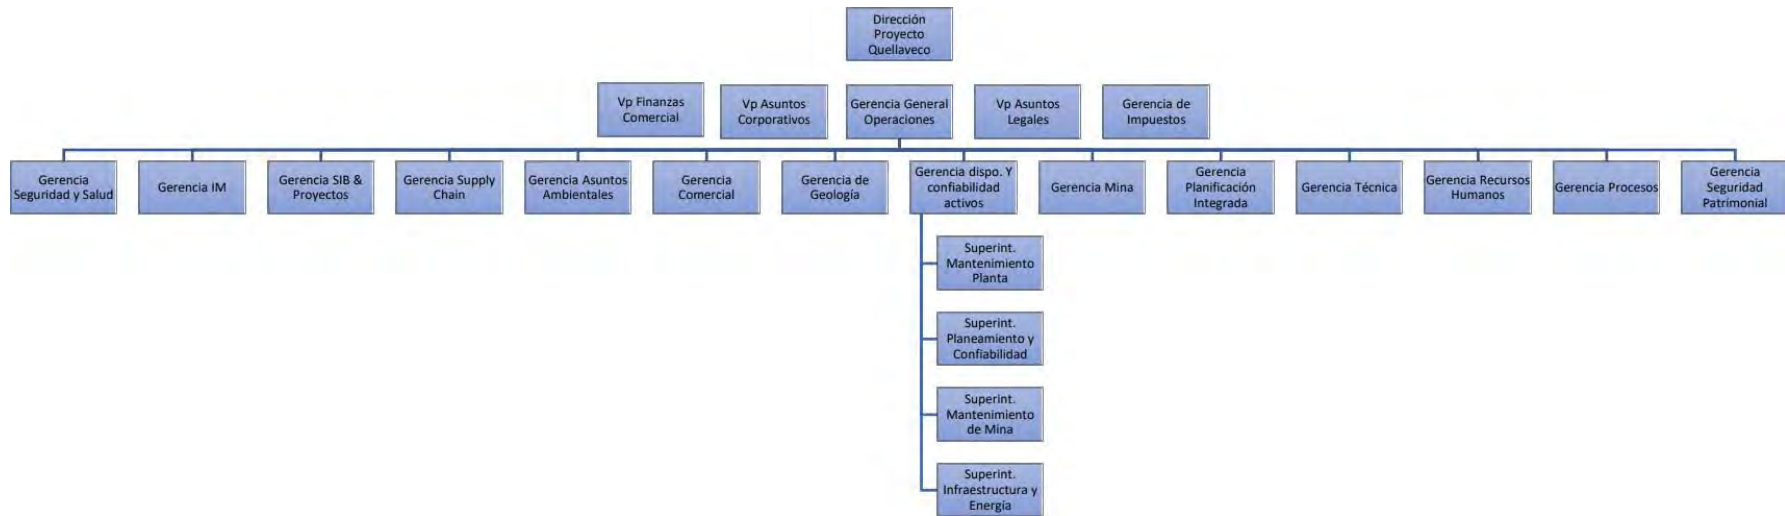 Dirección
Proyecto
Quellaveco
Vp Finanzas
Comercial
Vp Asuntos
Corporativos
Gerencia General
Operaciones
Vp Asuntos
Legales
Gerencia de
Impuestos
Gerencia
Seguridad y Salud
Gerencia IM
Gerencia SIB &
Proyectos
Gerencia Supply
Chain
Gerencia Asuntos
Ambientales
Gerencia
Comercial
Gerencia de
Geología
Gerencia dispo. Y
confiabilidad
activos
Gerencia Mina
Gerencia
Planificación
Integrada
Gerencia Técnica
Gerencia Recursos
Humanos
Gerencia Procesos
Gerencia
Seguridad
Patrimonial
Superint.
Mantenimiento
Planta
Superint.
Planeamiento y
Confiabilidad
Superint.
Mantenimiento
de Mina
Superint.
Infraestructura y
Energía